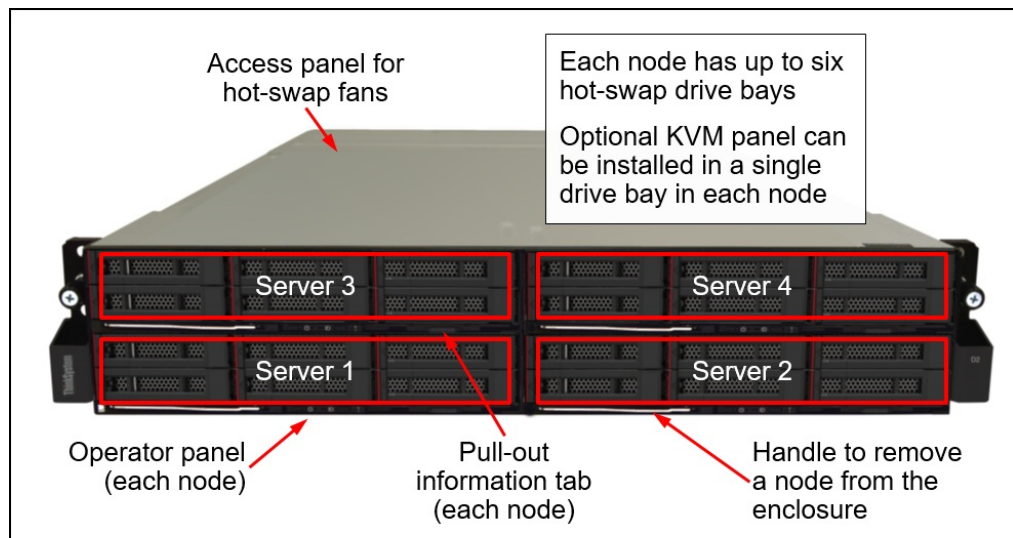 Access panel for
hot-swap fans
Each node has up to six
hot-swap drive bays
Optional KVM panel can
be installed in a single
drive bay in each node
Server 3
Server 4
Server 1
Server 2
ThinkSystem
D2
Operator panel
(each node)
Pull-out
information tab
(each node)
Handle to remove
a node from the
enclosure